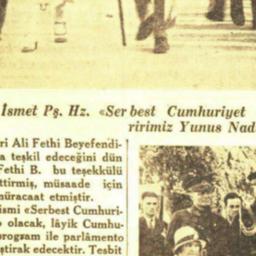 İsmet Pş. Hz. «Serbest Cumhuriyet
ririmiz Yunus Nad
ri Ali Fethi Beyefendi-
a teşkil edeceğini dün
Fethi B. bu teşekkülü
ttirmiş, müsaade için
müracaat etmiştir.
ismi «Serbest Cumhuri-
olacak, lâyik Cumhu-
program ile parlâmento
ştirak edecektir. Tesbit